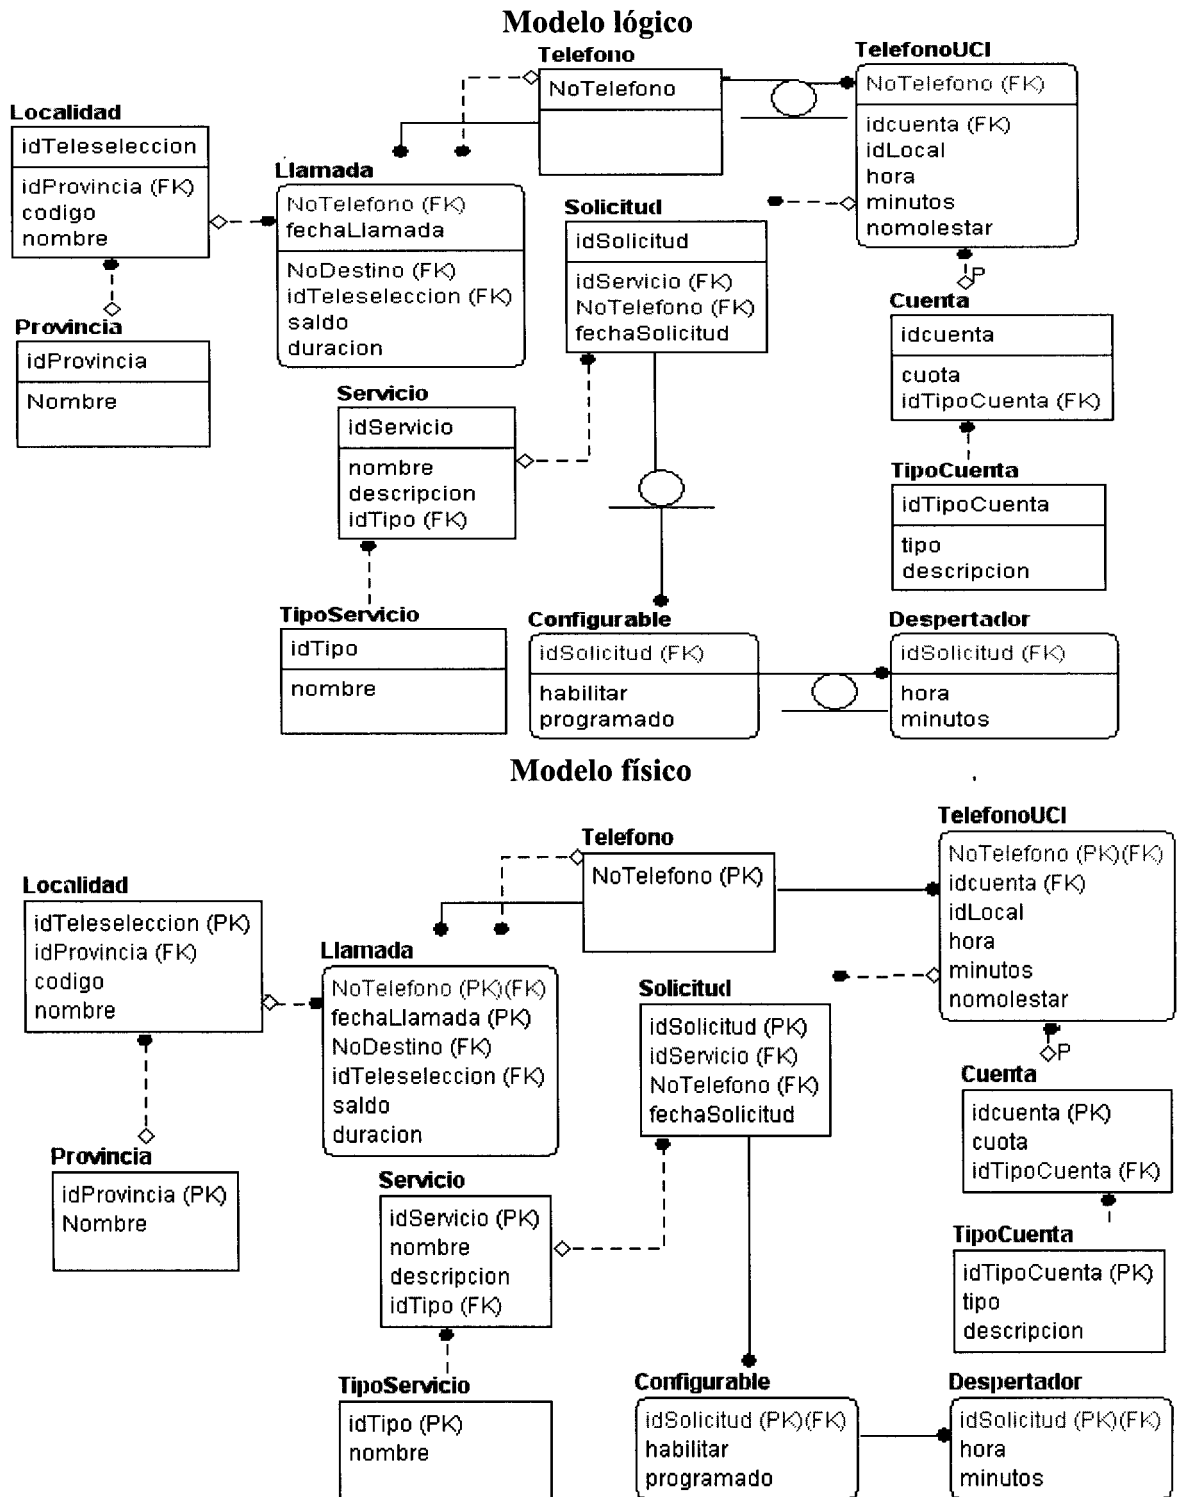 Modelo lógico
Telefono
NoTelefono
TelefonoUCI
NoTelefono (FK)
idcuenta (FK)
idLocal
hora
minutos
nomolestar
Localidad
idTeleseleccion
idProvincia (FK)
codigo
nombre
Llamada
NoTelefono (FK)
fechaLlamada
NoDestino (FK)
idTeleseleccion (FK)
saldo
duracion
Solicitud
idSolicitud
idServicio (FK)
NoTelefono (FK)
fechaSolicitud
P
Cuenta
idcuenta
cuota
idTipoCuenta (FK)
Provincia
idProvincia
Nombre
Servicio
idServicio
nombre
descripcion
idTipo (FK)
TipoCuenta
idTipoCuenta
tipo
descripcion
TipoServicio
idTipo
nombre
Configurable
idSolicitud (FK)
habilitar
programado
Despertador
idSolicitud (FK)
hora
minutos
Modelo físico
Telefono
NoTelefono (PK)
TelefonoUCI
NoTelefono (PK)(FK)
idcuenta (FK)
idLocal
hora
minutos
nomolestar
Localidad
idTeleseleccion (PK)
idProvincia (FK)
codigo
nombre
Llamada
NoTelefono (PK)(FK)
fechaLlamada (PK)
NoDestino (FK)
idTeleseleccion (FK)
saldo
duracion
Solicitud
idSolicitud (PK)
idServicio (FK)
NoTelefono (FK)
fechaSolicitud
P
Cuenta
idcuenta (PK)
cuota
idTipoCuenta (FK)
Provincia
idProvincia (PK)
Nombre
Servicio
idServicio (PK)
nombre
descripcion
idTipo (FK)
TipoCuenta
idTipoCuenta (PK)
tipo
descripcion
TipoServicio
idTipo (PK)
nombre
Configurable
idSolicitud (PK)(FK)
habilitar
programado
Despertador
idSolicitud (PK)(FK)
hora
minutos